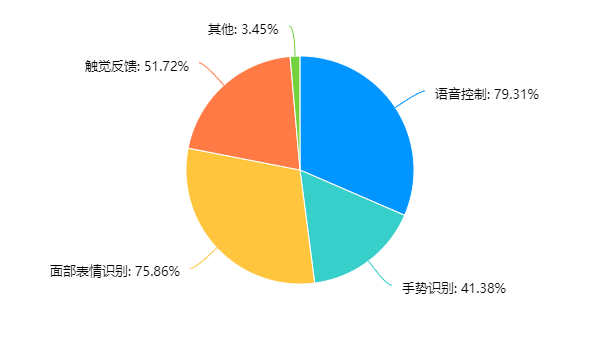 其他: 3.45%
触觉反馈: 51.72%
语音控制: 79.31%
面部表情识别: 75.86%
手势识别: 41.38%